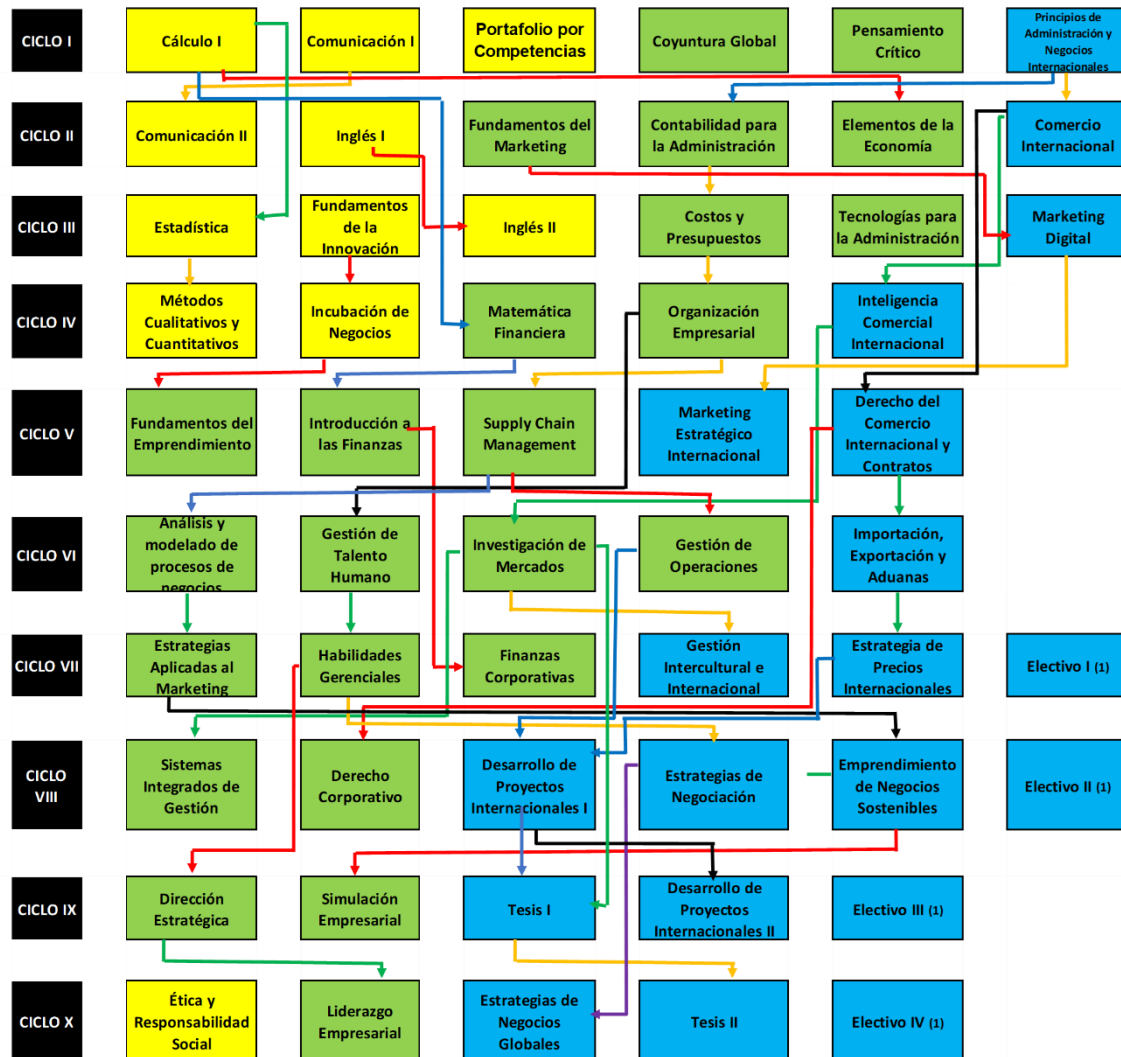 CICLO I
Cálculo I
Comunicación I
Portafolio por
Competencias
Coyuntura Global
Pensamiento
Crítico
Principios de
Administración y
Negocios
Internacionales
CICLO II
Comunicación II
Inglés I
Fundamentos del
Marketing
Contabilidad para
la Administración
Elementos de la
Economía
Comercio
Internacional
CICLO III
Estadística
Fundamentos
de la
Innovación
Inglés II
Costos y
Presupuestos
Tecnologías para
la Administración
Marketing
Digital
CICLO IV
Métodos
Cualitativos y
Cuantitativos
Incubación de
Negocios
Matemática
Financiera
Organización
Empresarial
Inteligencia
Comercial
Internacional
CICLO V
Fundamentos del
Emprendimiento
Introducción a
las Finanzas
Supply Chain
Management
Marketing
Estratégico
Internacional
Derecho del
Comercio
Internacional y
Contratos
CICLO VI
Análisis y
modelado de
procesos de
negocios
Gestión de
Talento
Humano
Investigación de
Mercados
Gestión de
Operaciones
Importación,
Exportación y
Aduanas
CICLO VII
Estrategias
Aplicadas al
Marketing
Habilidades
Gerenciales
Finanzas
Corporativas
Gestión
Intercultural e
Internacional
Estrategia de
Precios
Internacionales
Electivo I (1)
CICLO
VIII
Sistemas
Integrados de
Gestión
Derecho
Corporativo
Desarrollo de
Proyectos
Internacionales I
Estrategias de
Negociación
Emprendimiento
de Negocios
Sostenibles
Electivo II (1)
CICLO IX
Dirección
Estratégica
Simulación
Empresarial
Tesis I
Desarrollo de
Proyectos
Internacionales II
Electivo III (1)
CICLO X
Ética y
Responsabilidad
Social
Liderazgo
Empresarial
Estrategias de
Negocios
Globales
Tesis II
Electivo IV (1)